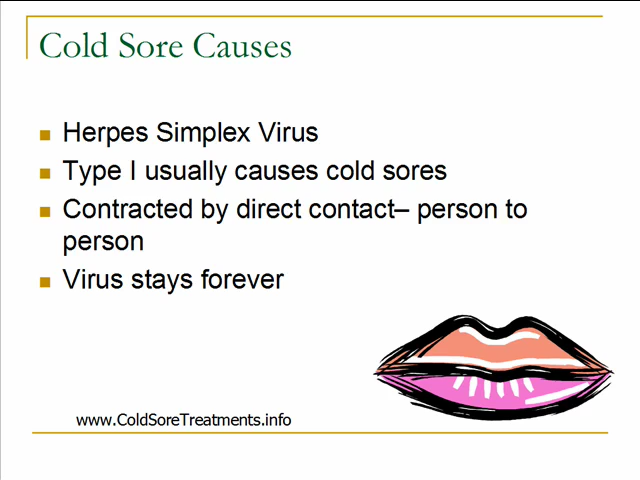 Cold Sore Causes
Herpes Simplex Virus
Type I usually causes cold sores
Contracted by direct contact– person to
person
Virus stays forever
www.ColdSoreTreatments.info